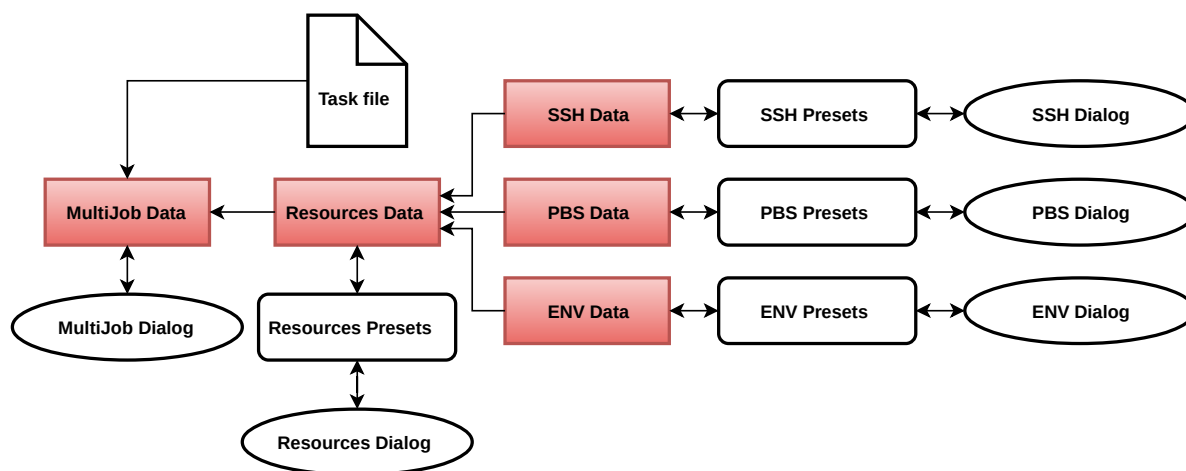 Task file
SSH Data
SSH Presets
SSH Dialog
MultiJob Data
Resources Data
PBS Data
PBS Presets
PBS Dialog
MultiJob Dialog
Resources Presets
ENV Data
ENV Presets
ENV Dialog
Resources Dialog